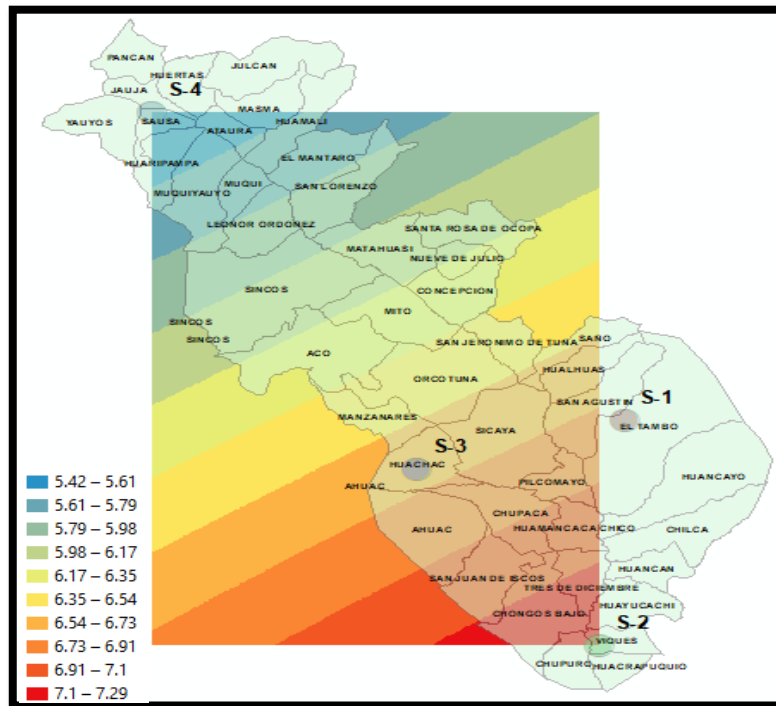 PANCAN
JULCAN
HUERTAS
JAUJA
S-4
MASMA
YAUYOS
SAUSA
HUAMALI
ATAURA
HUARIPAMPA
EL MANTARO
MUQUI
MUQUIYAUYO
SAN LORENZO
LEONOR ORDOÑEZ
SANTA ROSA DE OCOPA
MATAHUASI
NUEVE DE JULIO
SINCOS
CONCEPCION
MITO
SINCOS
SINCOS
SAN JERONIMO DE TUNA
SAÑO
ACO
HUALHUAS
ORCOTUNA
SAN AGUSTIN
S-1
MANZANARES
EL TAMBO
SICAYA
S-3
HUACHAC
HUANCAYO
AHUAC
PILCOMAYO
CHUPACA
AHUAC
HUAMANCACA CHICO
CHILCA
HUANCAN
SAN JUAN DE ISCOS
TRES DE DICIEMBRE
HUAYUCACHI
CHONGOS BAJO
S-2
VIQUES
CHUPURO
HUACRAPUQUIO
5.42 – 5.61
5.61 – 5.79
5.79 – 5.98
5.98 – 6.17
6.17 – 6.35
6.35 – 6.54
6.54 – 6.73
6.73 – 6.91
6.91 – 7.1
7.1 – 7.29